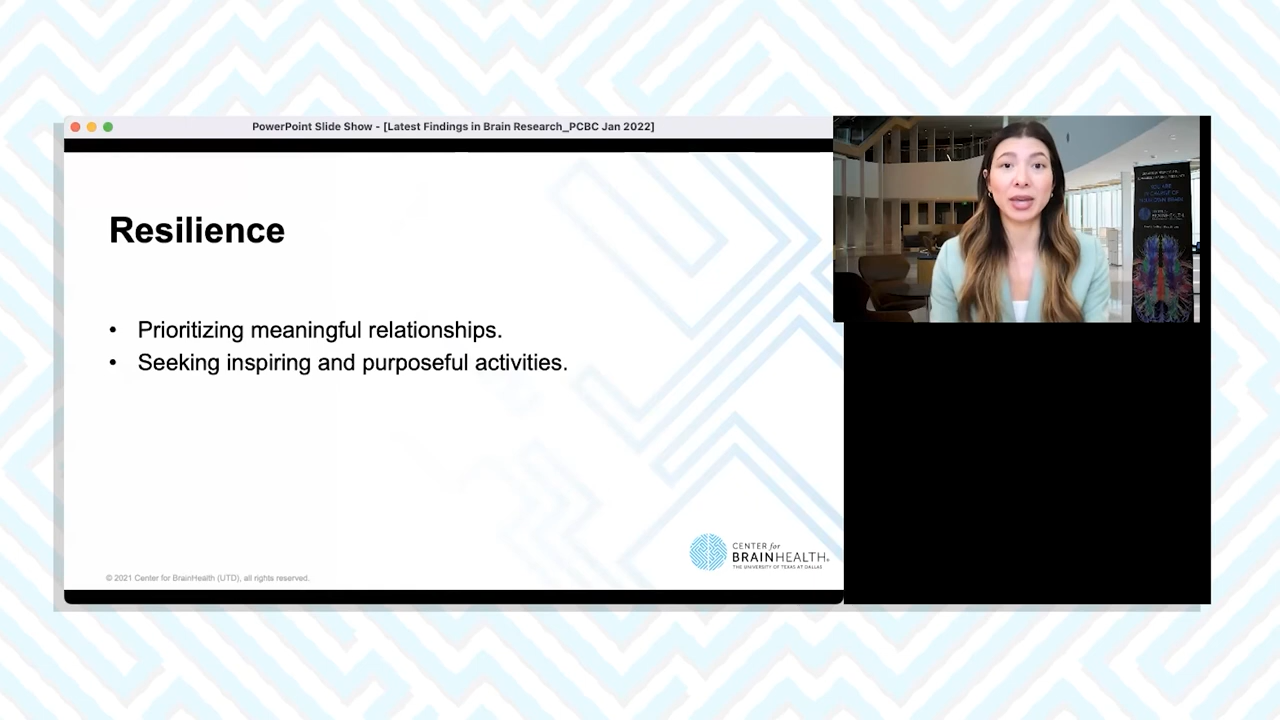 PowerPoint Slide Show - [Latest Findings in Brain Research_PCBC Jan 2022]
Resilience
• Prioritizing meaningful relationships.
• Seeking inspiring and purposeful activities.
CENTER for
BRAINHEALTH®
THE UNIVERSITY OF TEXAS AT DALLAS
© 2021 Center for BrainHealth (UTD), all rights reserved.